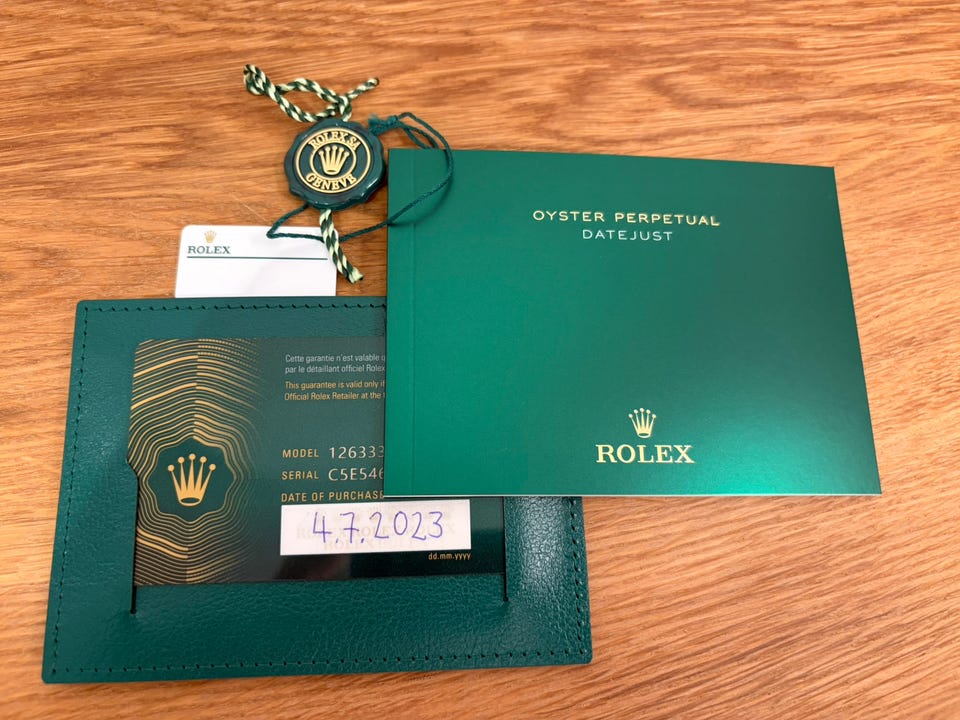 ROLEX SA
GENEVE
ROLEX
OYSTER PERPETUAL
DATEJUST
ROLEX
Cette garantie n'est valable
par le détaillant officiel Rolex
This guarantee is valid only if
Official Rolex Retailer at the
MODEL 126333
SERIAL C5E546
DATE OF PURCHASE
4.7.2023
dd.mm.yyyy